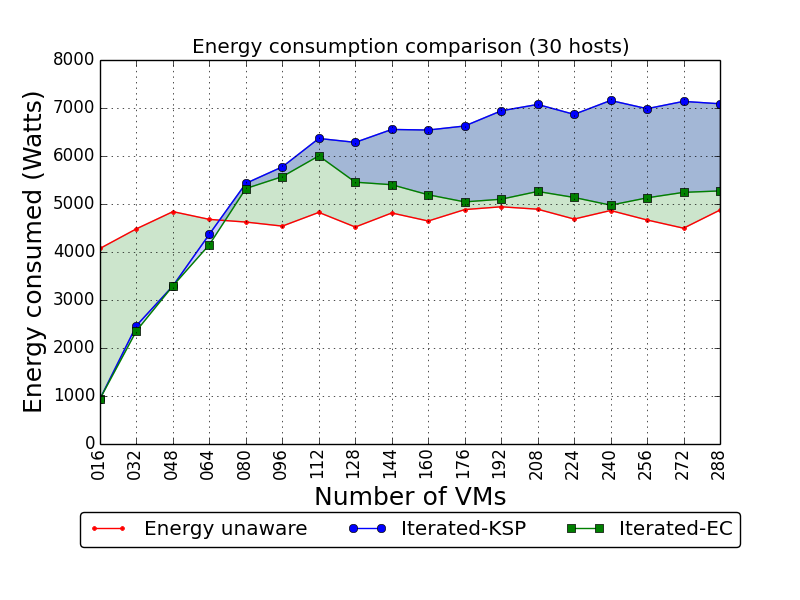 Energy consumption comparison (30 hosts)
Energy consumed (Watts)
8000
7000
6000
5000
4000
3000
2000
1000
0
016 032 048 064 080 096 112 128 144 160 176 192 208 224 240 256 272 288
Number of VMs
Energy unaware Iterated-KSP Iterated-EC